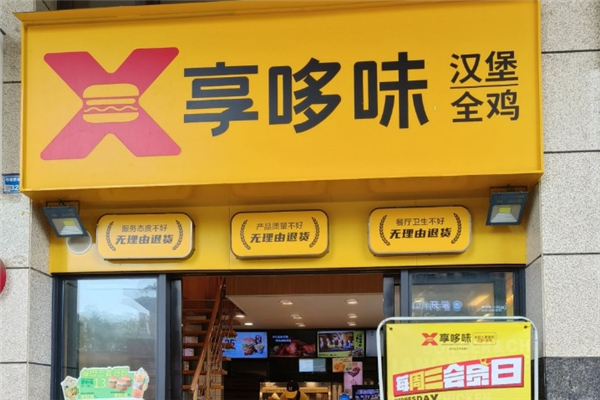 享哆味
汉堡
全鸡
服务态度不好
无理由退货
产品质量不好
无理由退货
餐厅卫生不好
无理由退货
享哆味
每周三会员日